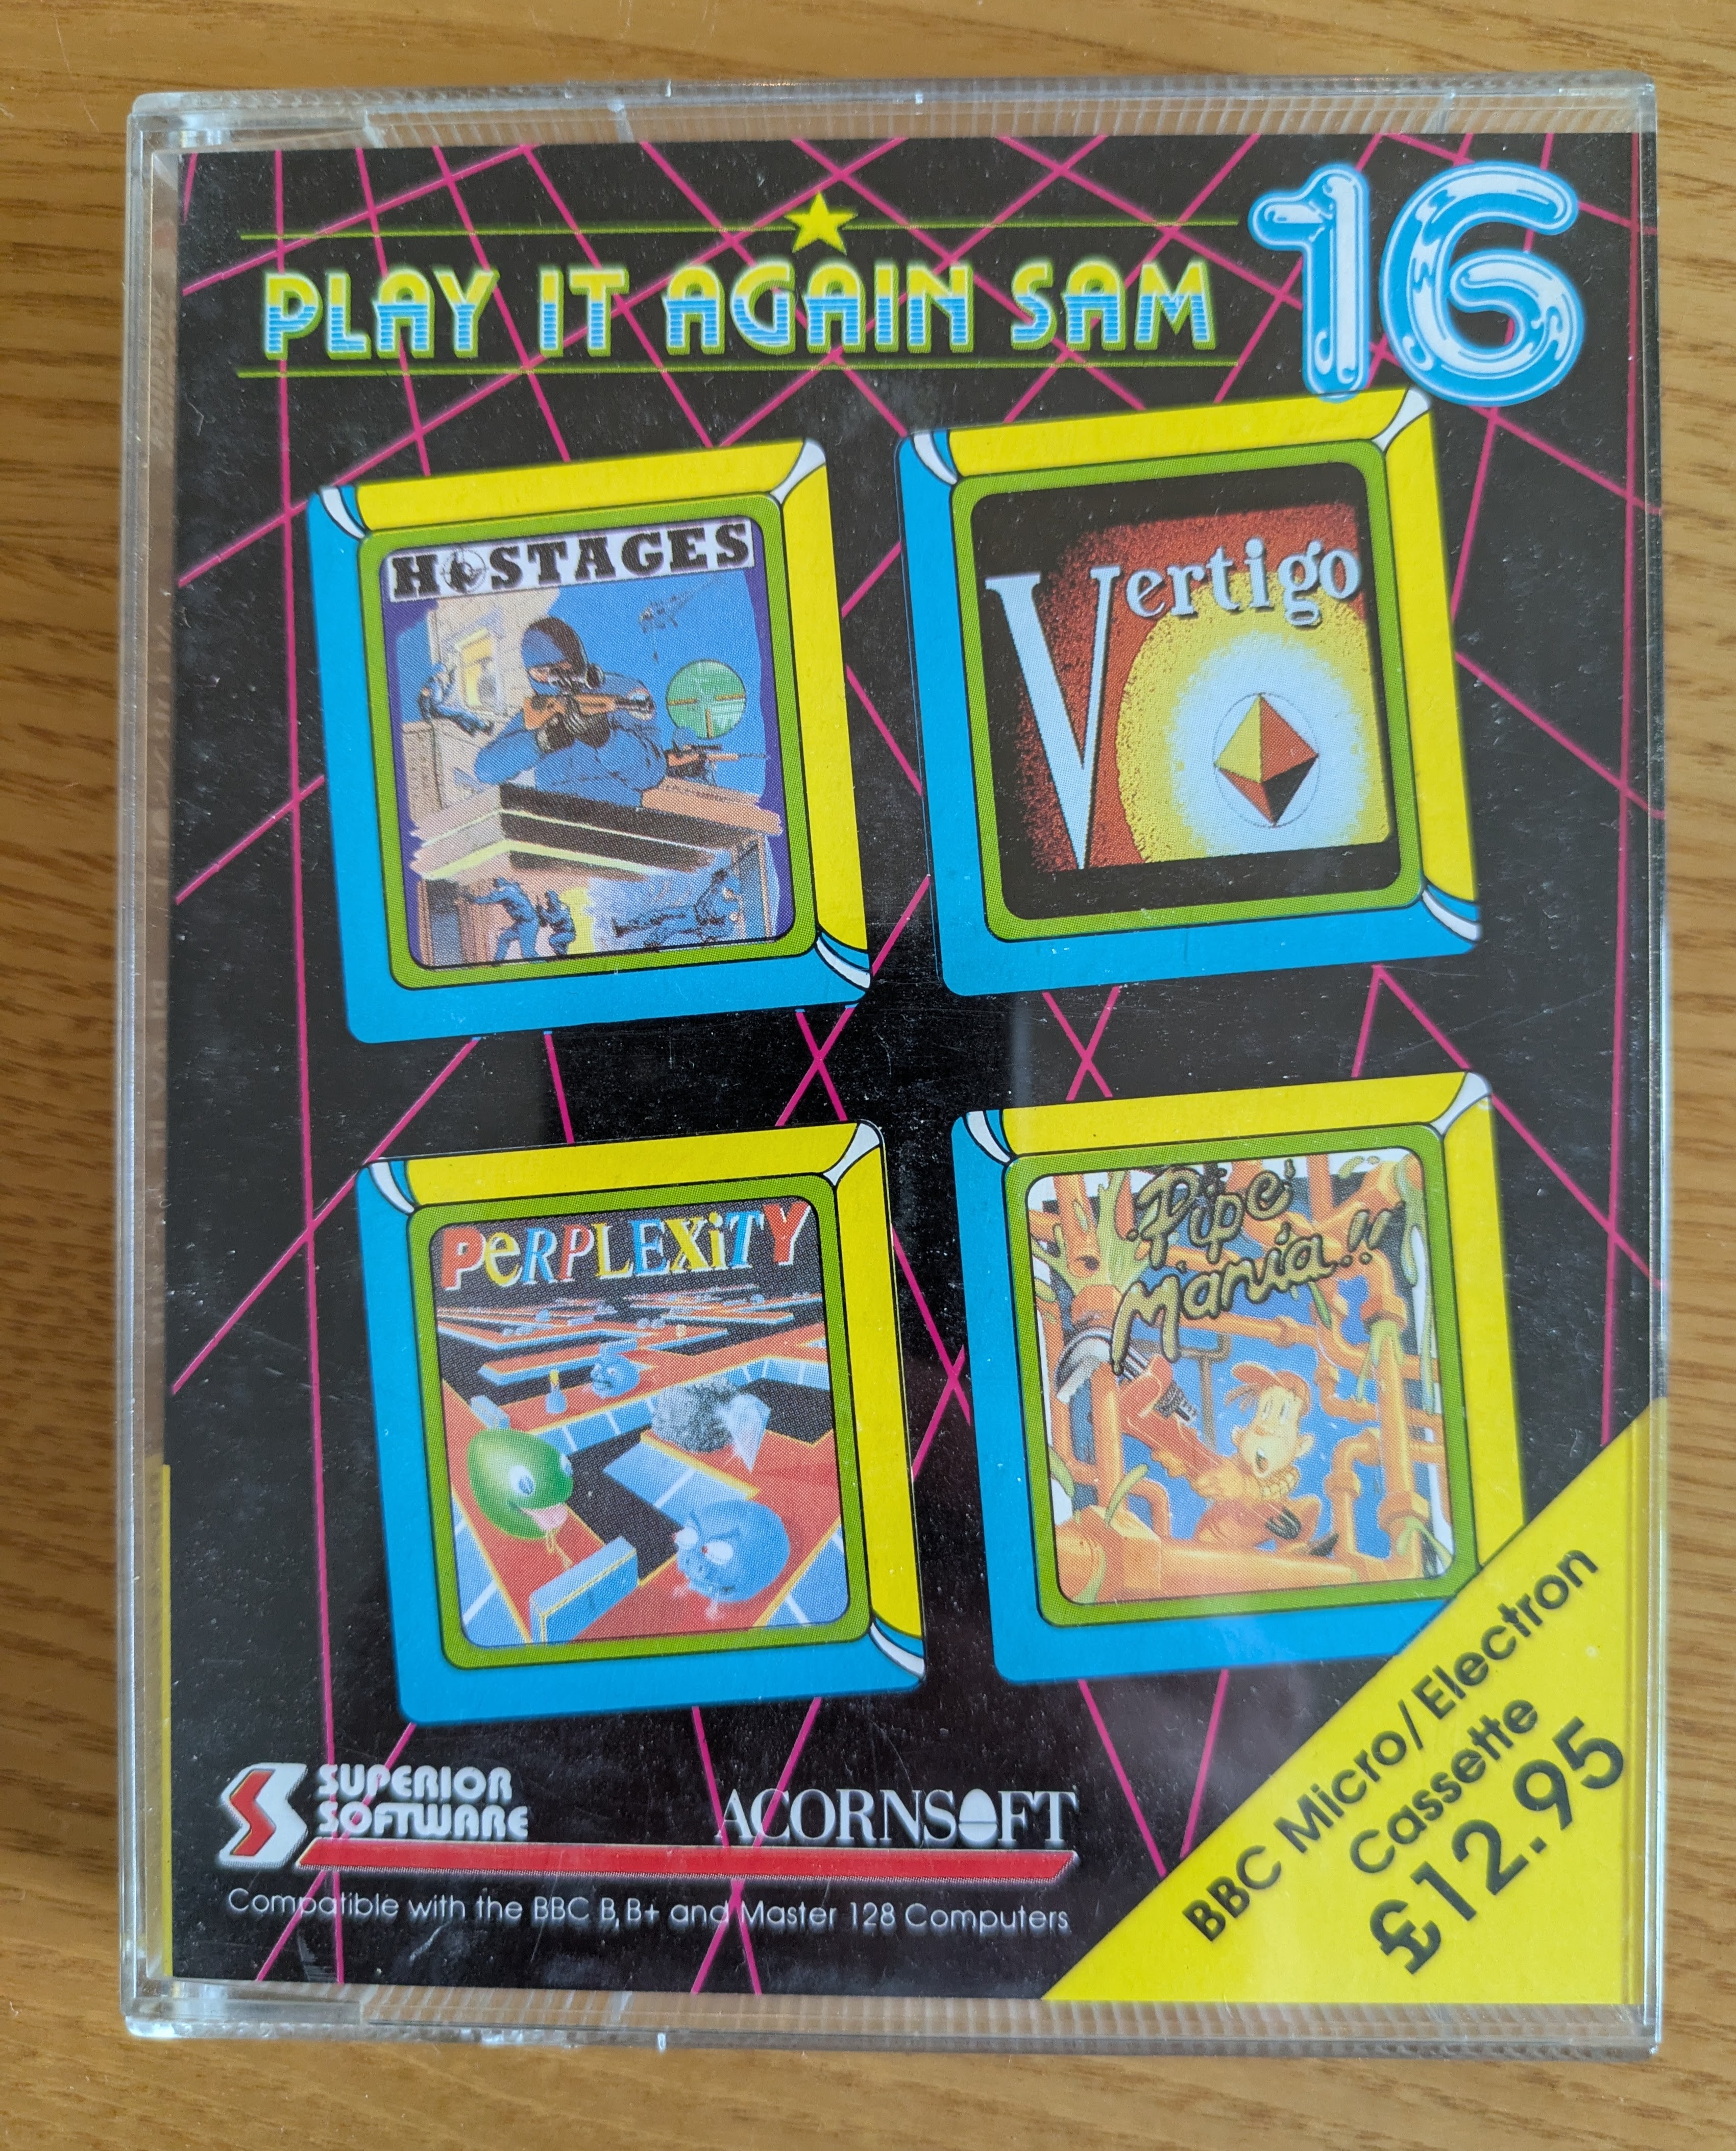 PLAY IT AGAIN SAM 16
HOSTAGES
Vertigo
PeRPLEXiTY
Pipe
Mania!!
BBC Micro/Electron
Cassette
£12.95
SUPERIOR
SOFTWARE
ACORNSOFT
Compatible with the BBC B, B+ and Master 128 Computers